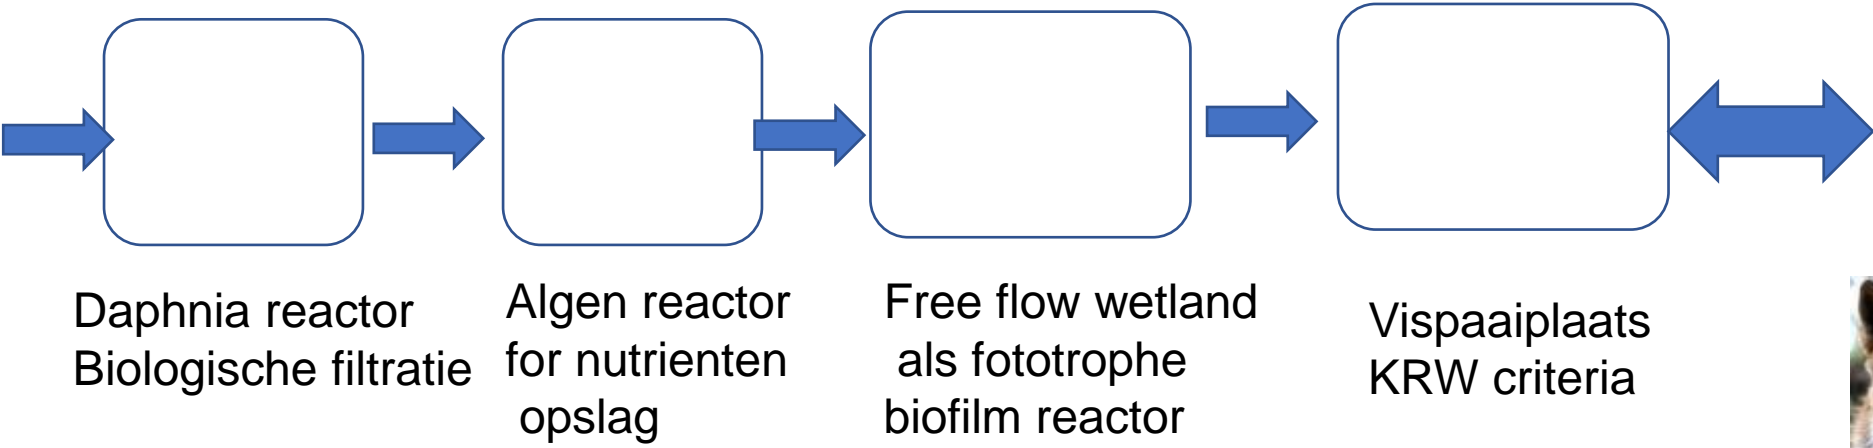 Daphnia reactor
Biologische filtratie
Algen reactor
for nutrienten
opslag
Free flow wetland
als fototrophe
biofilm reactor
Vispaaiplaats
KRW criteria